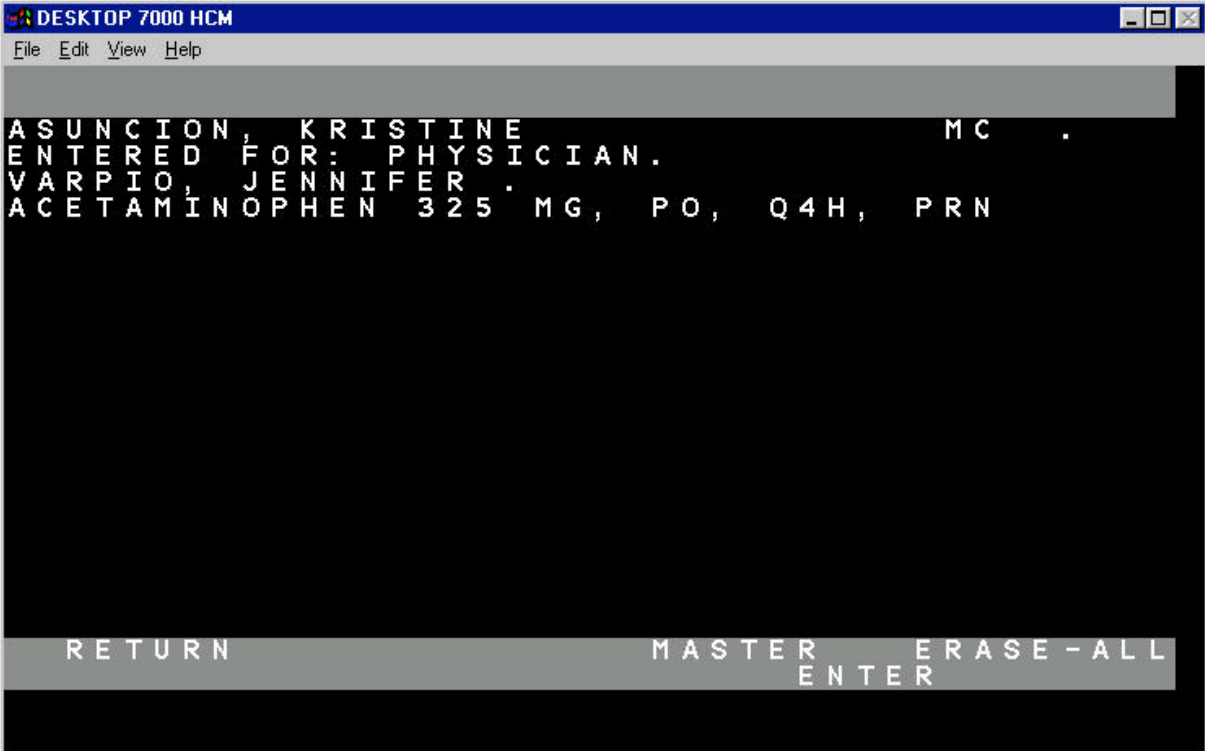 DESKTOP 7000 HCM
File Edit View Help
ASUNCION, KRISTINE MC .
ENTERED FOR: PHYSICIAN.
VARPIO, JENNIFER .
ACETAMINOPHEN 325 MG, PO, Q4H, PRN
RETURN MASTER ERASE-ALL
ENTER